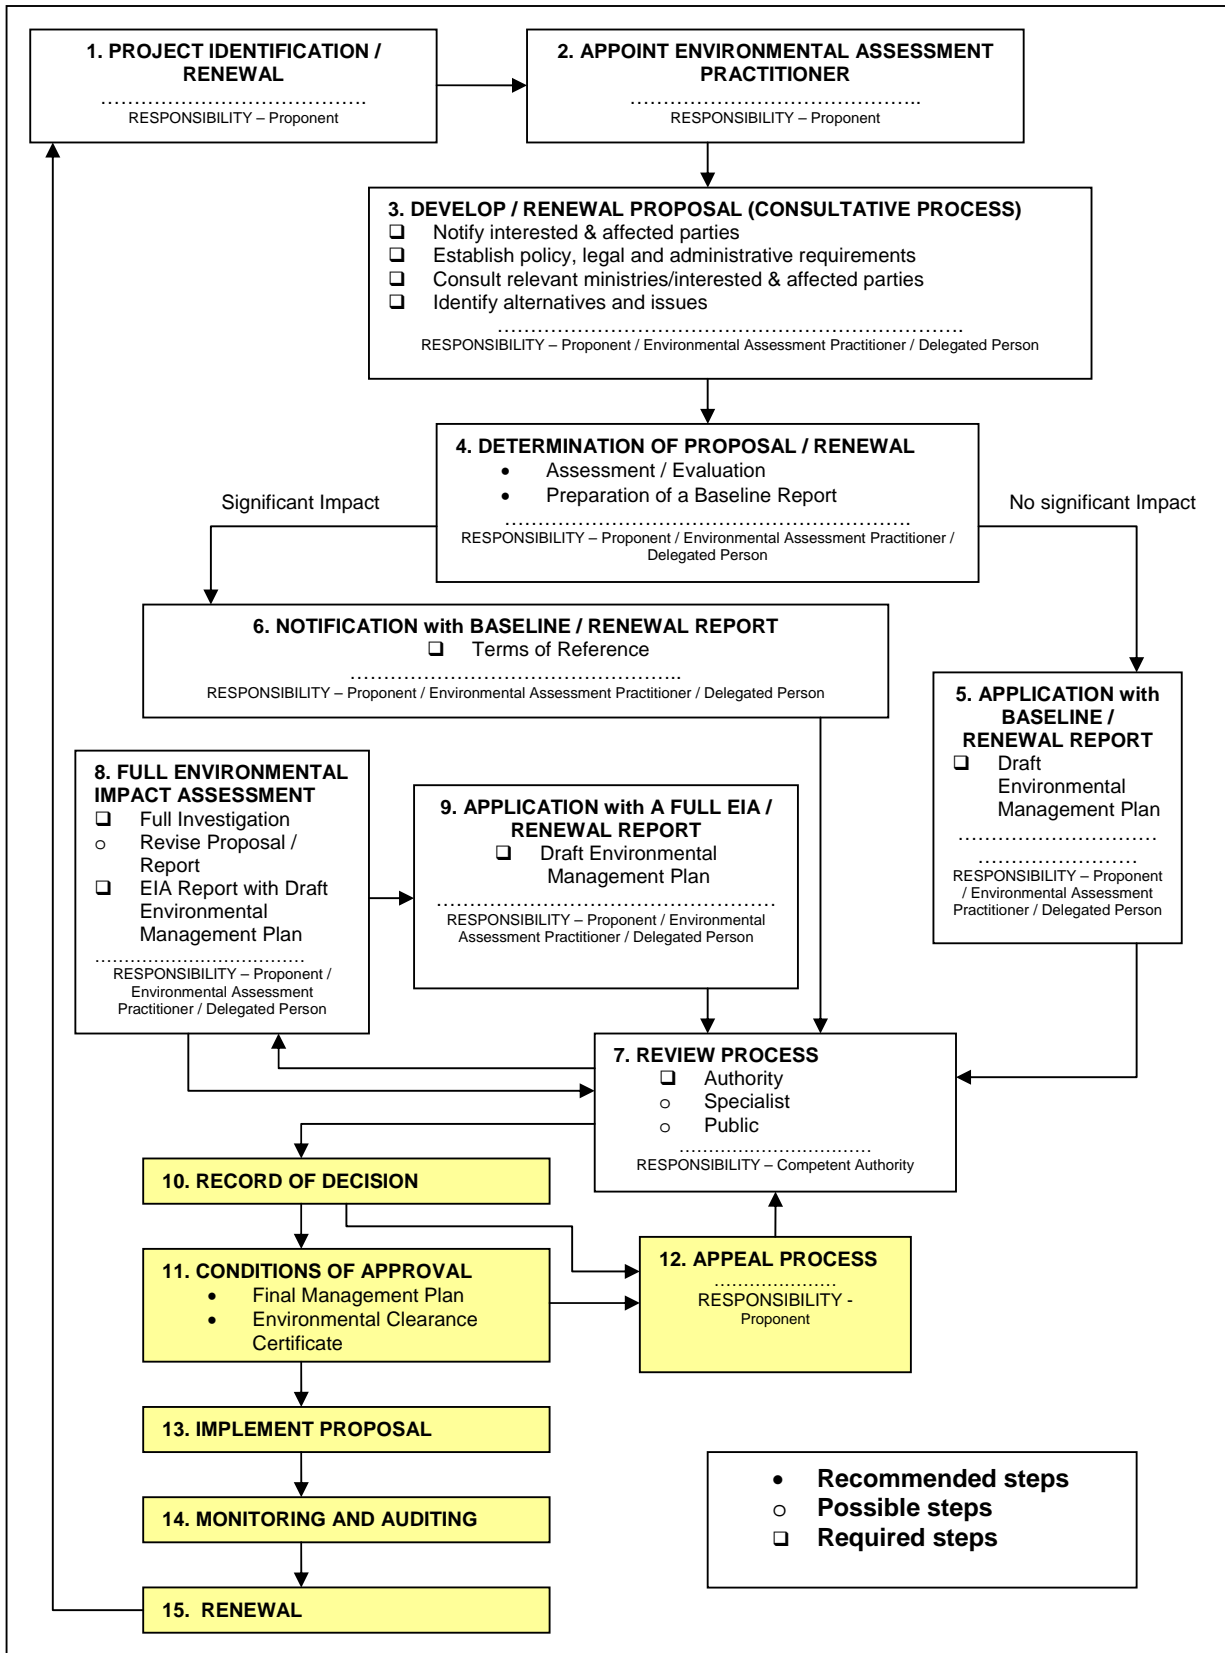 1. PROJECT IDENTIFICATION /
RENEWAL
………………………………….
RESPONSIBILITY – Proponent
2. APPOINT ENVIRONMENTAL ASSESSMENT
PRACTITIONER
……………………………………..
RESPONSIBILITY – Proponent
3. DEVELOP / RENEWAL PROPOSAL (CONSULTATIVE PROCESS)
❑ Notify interested & affected parties
❑ Establish policy, legal and administrative requirements
❑ Consult relevant ministries/interested & affected parties
❑ Identify alternatives and issues
…………………………………………………………….
RESPONSIBILITY – Proponent / Environmental Assessment Practitioner / Delegated Person
4. DETERMINATION OF PROPOSAL / RENEWAL
• Assessment / Evaluation
• Preparation of a Baseline Report
…………………………………………………….
RESPONSIBILITY – Proponent / Environmental Assessment Practitioner /
Delegated Person
Significant Impact
No significant Impact
6. NOTIFICATION with BASELINE / RENEWAL REPORT
❑ Terms of Reference
…………………………………………..
RESPONSIBILITY – Proponent / Environmental Assessment Practitioner / Delegated Person
5. APPLICATION with
BASELINE /
RENEWAL REPORT
❑ Draft
Environmental
Management Plan
…………………………
……………………
RESPONSIBILITY – Proponent
/ Environmental Assessment
Practitioner / Delegated Person
8. FULL ENVIRONMENTAL
IMPACT ASSESSMENT
❑ Full Investigation
o Revise Proposal /
Report
❑ EIA Report with Draft
Environmental
Management Plan
………………………………
RESPONSIBILITY – Proponent /
Environmental Assessment
Practitioner / Delegated Person
9. APPLICATION with A FULL EIA /
RENEWAL REPORT
❑ Draft Environmental
Management Plan
……………………………………………
RESPONSIBILITY – Proponent / Environmental
Assessment Practitioner / Delegated Person
7. REVIEW PROCESS
❑ Authority
o Specialist
o Public
……………………………
RESPONSIBILITY – Competent Authority
10. RECORD OF DECISION
11. CONDITIONS OF APPROVAL
• Final Management Plan
• Environmental Clearance
Certificate
12. APPEAL PROCESS
…………………
RESPONSIBILITY -
Proponent
13. IMPLEMENT PROPOSAL
14. MONITORING AND AUDITING
15. RENEWAL
• Recommended steps
o Possible steps
❑ Required steps